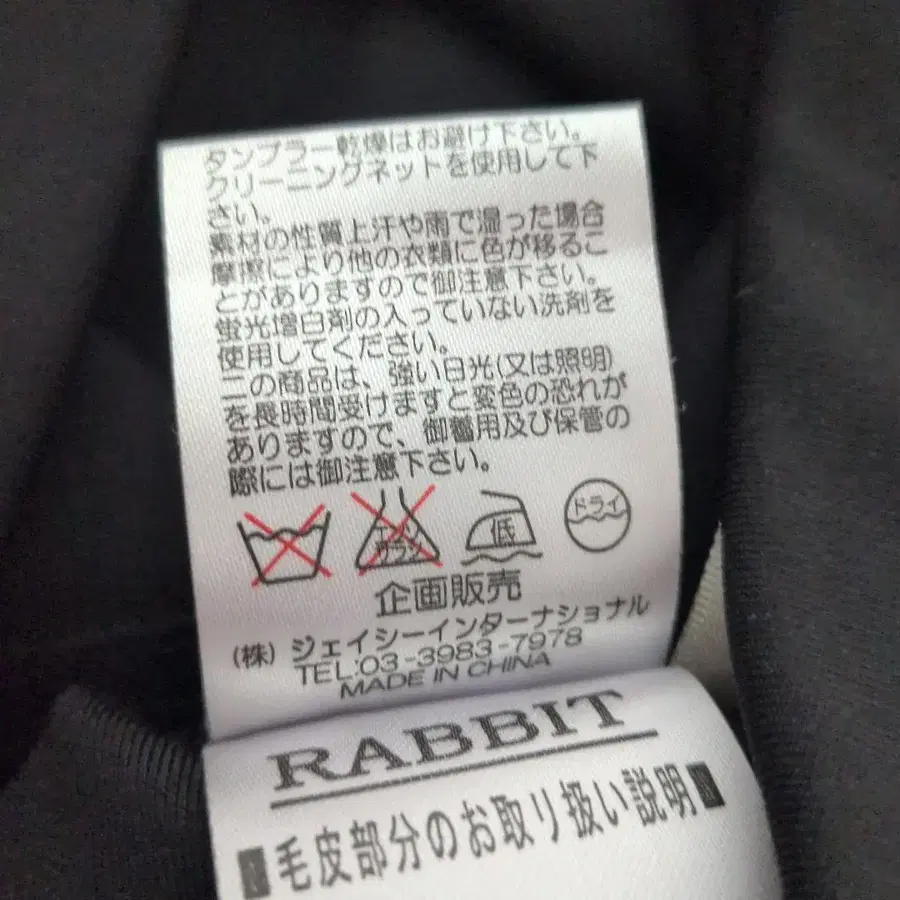 タンブラー乾燥はお避け下さい。
クリーニングネットを使用して下
さい。
素材の性質上汗や雨で湿った場合
摩擦により他の衣類に色が移るこ
とがありますので御注意下さい。
蛍光増白剤の入っていない洗剤を
使用してください。
この商品は、強い日光(又は照明)
を長時間受けますと変色の恐れが
ありますので、御着用及び保管の
際には御注意下さい。
エンソ
サラシ
低
ドライ
企画販売
(株) ジェイシーインターナショナル
TEL:03-3983-7978
MADE IN CHINA
RABBIT
■毛皮部分のお取り扱い説明■